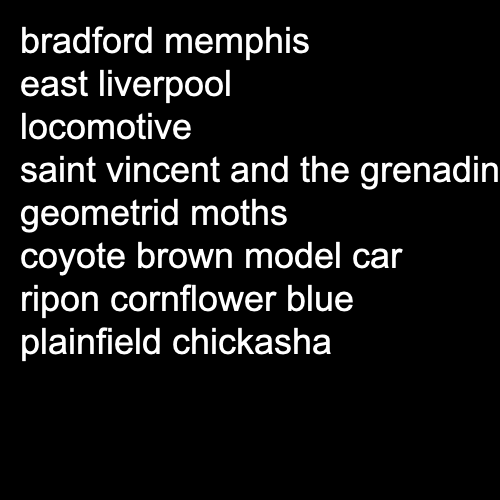 bradford memphis
east liverpool
locomotive
saint vincent and the grenadin
geometrid moths
coyote brown model car
ripon cornflower blue
plainfield chickasha